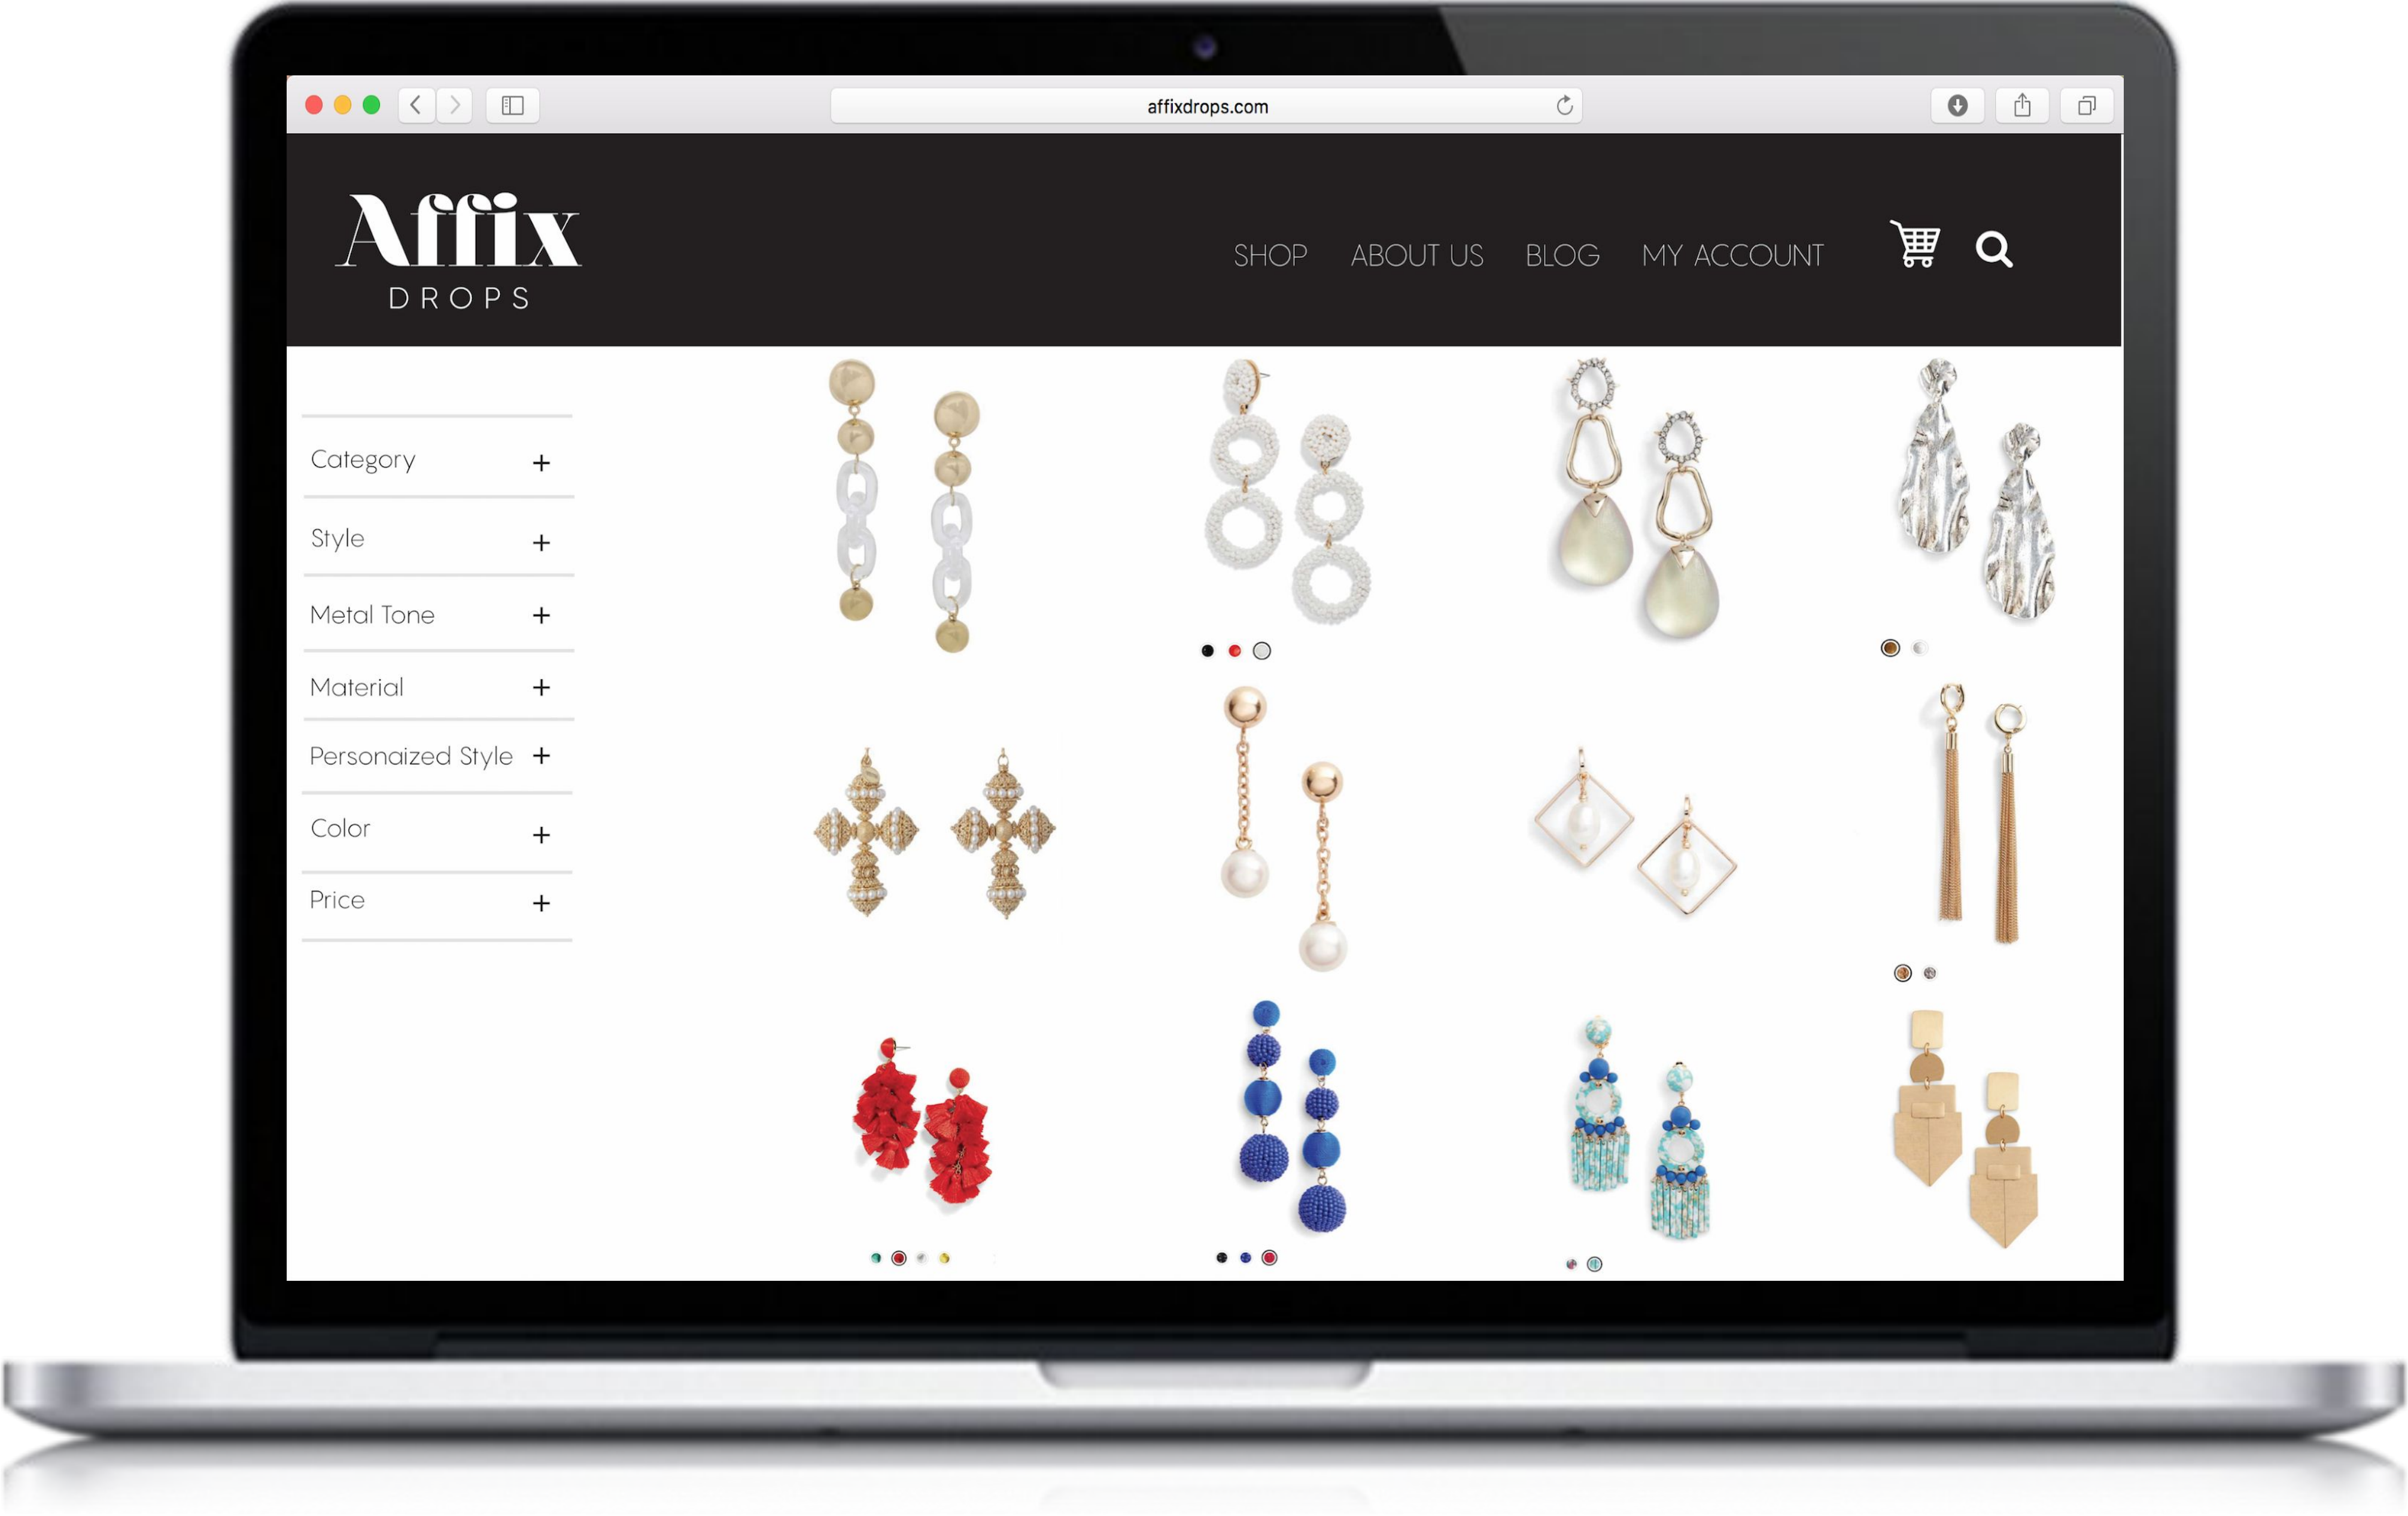 affixdrops.com
Affix
DROPS
SHOP ABOUT US BLOG MY ACCOUNT
Category +
Style +
Metal Tone +
Material +
Personaized Style +
Color +
Price +